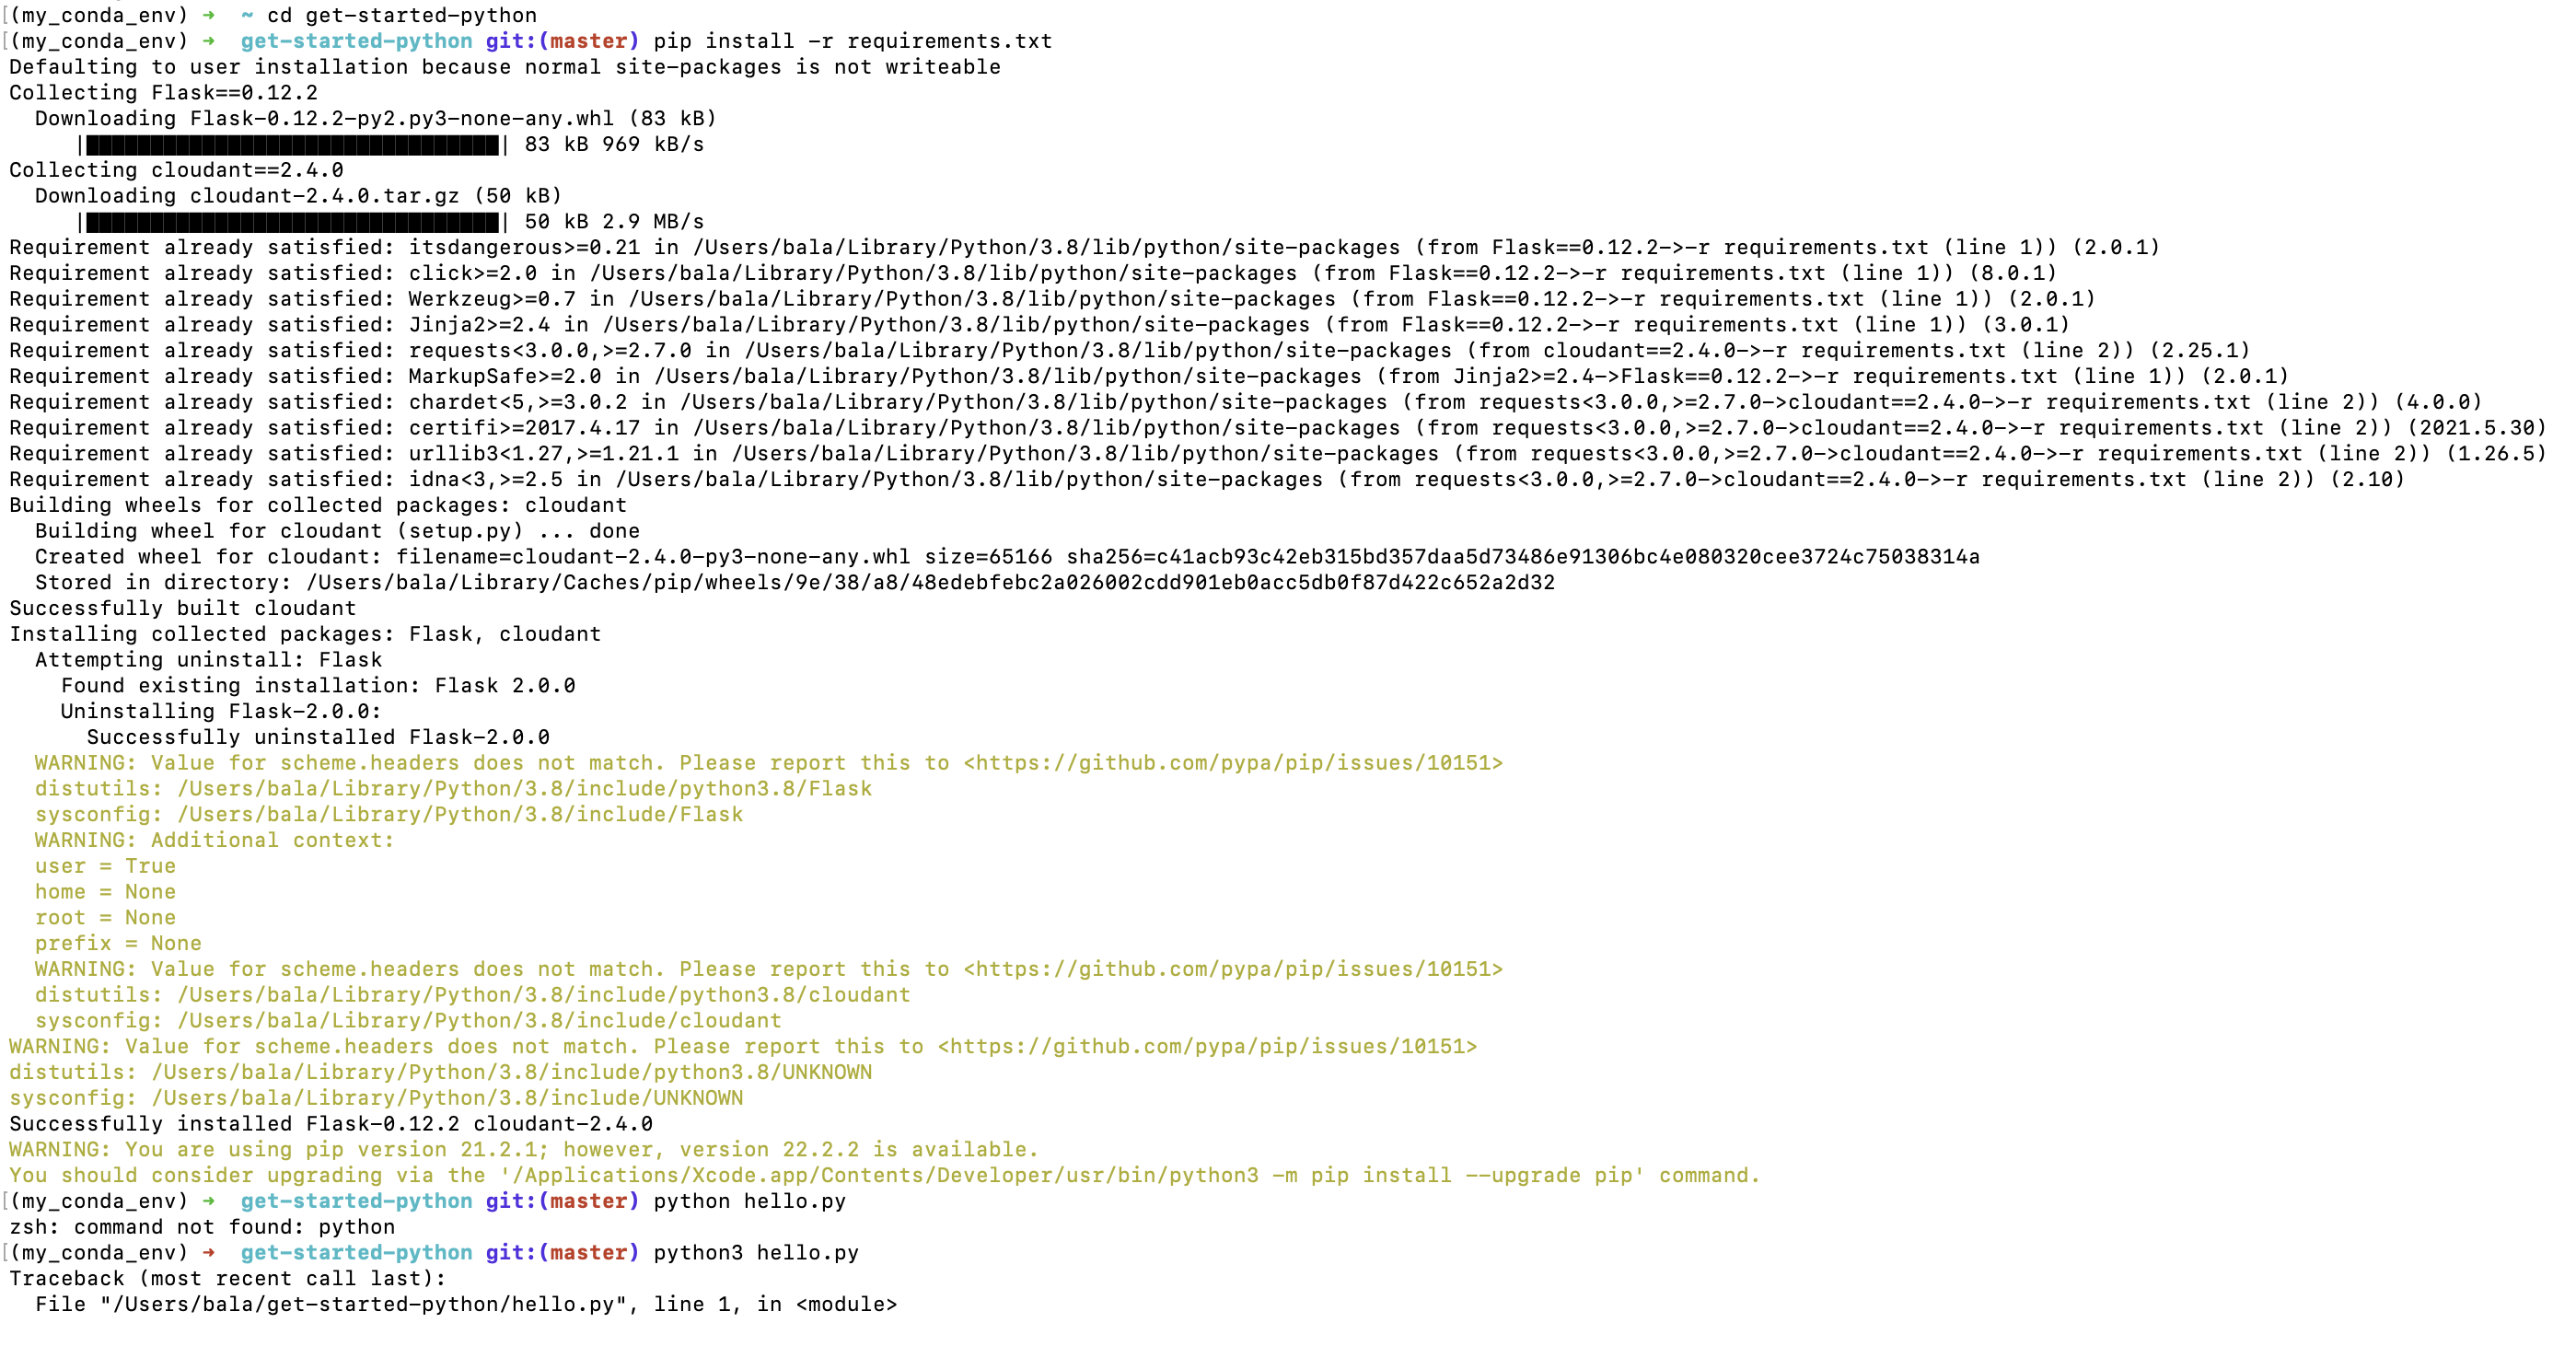 (my_conda_env) ➜  ~ cd get-started-python
(my_conda_env) ➜  get-started-python git:(master) pip install -r requirements.txt
Defaulting to user installation because normal site-packages is not writeable
Collecting Flask==0.12.2
  Downloading Flask-0.12.2-py2.py3-none-any.whl (83 kB)
     |████████████████████████████████| 83 kB 969 kB/s
Collecting cloudant==2.4.0
  Downloading cloudant-2.4.0.tar.gz (50 kB)
     |████████████████████████████████| 50 kB 2.9 MB/s
Requirement already satisfied: itsdangerous>=0.21 in /Users/bala/Library/Python/3.8/lib/python/site-packages (from Flask==0.12.2->-r requirements.txt (line 1)) (2.0.1)
Requirement already satisfied: click>=2.0 in /Users/bala/Library/Python/3.8/lib/python/site-packages (from Flask==0.12.2->-r requirements.txt (line 1)) (8.0.1)
Requirement already satisfied: Werkzeug>=0.7 in /Users/bala/Library/Python/3.8/lib/python/site-packages (from Flask==0.12.2->-r requirements.txt (line 1)) (2.0.1)
Requirement already satisfied: Jinja2>=2.4 in /Users/bala/Library/Python/3.8/lib/python/site-packages (from Flask==0.12.2->-r requirements.txt (line 1)) (3.0.1)
Requirement already satisfied: requests<3.0.0,>=2.7.0 in /Users/bala/Library/Python/3.8/lib/python/site-packages (from cloudant==2.4.0->-r requirements.txt (line 2)) (2.25.1)
Requirement already satisfied: MarkupSafe>=2.0 in /Users/bala/Library/Python/3.8/lib/python/site-packages (from Jinja2>=2.4->Flask==0.12.2->-r requirements.txt (line 1)) (2.0.1)
Requirement already satisfied: chardet<5,>=3.0.2 in /Users/bala/Library/Python/3.8/lib/python/site-packages (from requests<3.0.0,>=2.7.0->cloudant==2.4.0->-r requirements.txt (line 2)) (4.0.0)
Requirement already satisfied: certifi>=2017.4.17 in /Users/bala/Library/Python/3.8/lib/python/site-packages (from requests<3.0.0,>=2.7.0->cloudant==2.4.0->-r requirements.txt (line 2)) (2021.5.30)
Requirement already satisfied: urllib3<1.27,>=1.21.1 in /Users/bala/Library/Python/3.8/lib/python/site-packages (from requests<3.0.0,>=2.7.0->cloudant==2.4.0->-r requirements.txt (line 2)) (1.26.5)
Requirement already satisfied: idna<3,>=2.5 in /Users/bala/Library/Python/3.8/lib/python/site-packages (from requests<3.0.0,>=2.7.0->cloudant==2.4.0->-r requirements.txt (line 2)) (2.10)
Building wheels for collected packages: cloudant
  Building wheel for cloudant (setup.py) ... done
  Created wheel for cloudant: filename=cloudant-2.4.0-py3-none-any.whl size=65166 sha256=c41acb93c42eb315bd357daa5d73486e91306bc4e080320cee3724c75038314a
  Stored in directory: /Users/bala/Library/Caches/pip/wheels/9e/38/a8/48edebfebc2a026002cdd901eb0acc5db0f87d422c652a2d32
Successfully built cloudant
Installing collected packages: Flask, cloudant
  Attempting uninstall: Flask
    Found existing installation: Flask 2.0.0
    Uninstalling Flask-2.0.0:
      Successfully uninstalled Flask-2.0.0
  WARNING: Value for scheme.headers does not match. Please report this to <https://github.com/pypa/pip/issues/10151>
  distutils: /Users/bala/Library/Python/3.8/include/python3.8/Flask
  sysconfig: /Users/bala/Library/Python/3.8/include/Flask
  WARNING: Additional context:
  user = True
  home = None
  root = None
  prefix = None
  WARNING: Value for scheme.headers does not match. Please report this to <https://github.com/pypa/pip/issues/10151>
  distutils: /Users/bala/Library/Python/3.8/include/python3.8/cloudant
  sysconfig: /Users/bala/Library/Python/3.8/include/cloudant
WARNING: Value for scheme.headers does not match. Please report this to <https://github.com/pypa/pip/issues/10151>
distutils: /Users/bala/Library/Python/3.8/include/python3.8/UNKNOWN
sysconfig: /Users/bala/Library/Python/3.8/include/UNKNOWN
Successfully installed Flask-0.12.2 cloudant-2.4.0
WARNING: You are using pip version 21.2.1; however, version 22.2.2 is available.
You should consider upgrading via the '/Applications/Xcode.app/Contents/Developer/usr/bin/python3 -m pip install --upgrade pip' command.
(my_conda_env) ➜  get-started-python git:(master) python hello.py
zsh: command not found: python
(my_conda_env) ➜  get-started-python git:(master) python3 hello.py
Traceback (most recent call last):
  File "/Users/bala/get-started-python/hello.py", line 1, in <module>